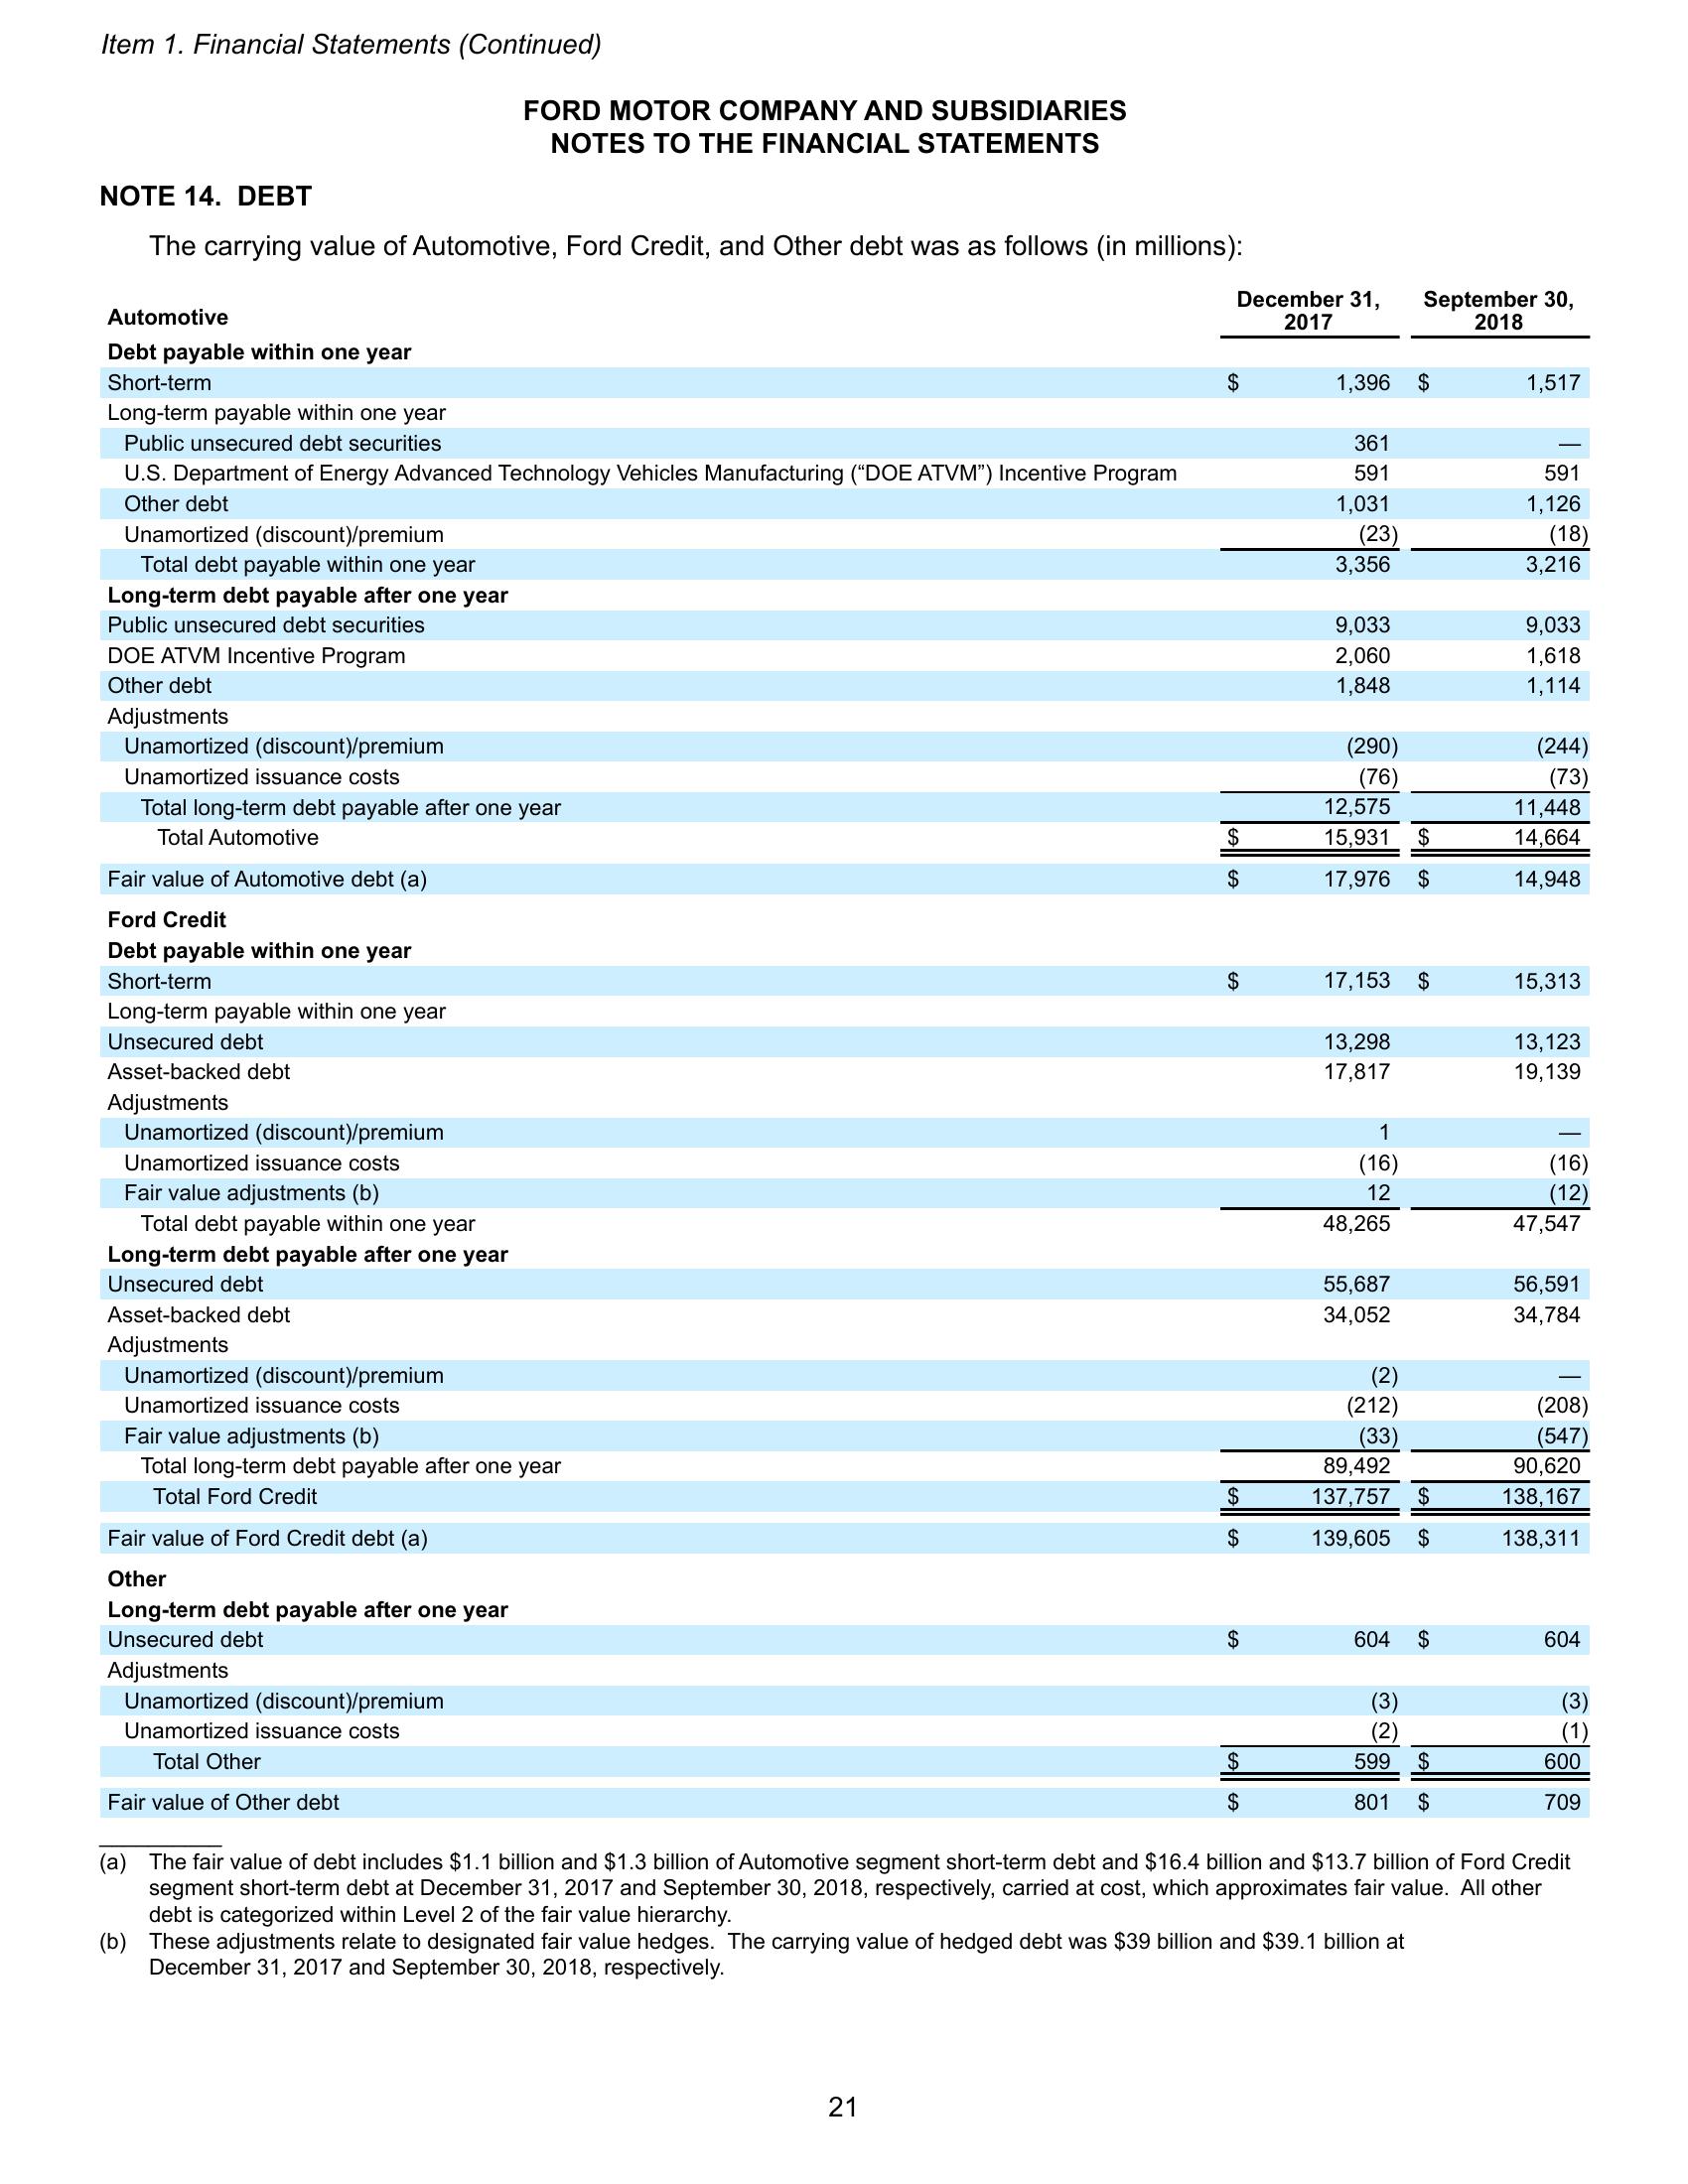 Item 1. Financial Statements (Continued)
FORD MOTOR COMPANY AND SUBSIDIARIES
NOTES TO THE FINANCIAL STATEMENTS
NOTE 14. DEBT
The carrying value of Automotive, Ford Credit, and Other debt was as follows (in millions):
Automotive December 31, 2017 September 30, 2018
Debt payable within one year
Short-term $ 1,396 $ 1,517
Long-term payable within one year
Public unsecured debt securities 361 —
U.S. Department of Energy Advanced Technology Vehicles Manufacturing (“DOE ATVM”) Incentive Program 591 591
Other debt 1,031 1,126
Unamortized (discount)/premium (23) (18)
Total debt payable within one year 3,356 3,216
Long-term debt payable after one year
Public unsecured debt securities 9,033 9,033
DOE ATVM Incentive Program 2,060 1,618
Other debt 1,848 1,114
Adjustments
Unamortized (discount)/premium (290) (244)
Unamortized issuance costs (76) (73)
Total long-term debt payable after one year 12,575 11,448
Total Automotive $ 15,931 $ 14,664
Fair value of Automotive debt (a) $ 17,976 $ 14,948
Ford Credit
Debt payable within one year
Short-term $ 17,153 $ 15,313
Long-term payable within one year
Unsecured debt 13,298 13,123
Asset-backed debt 17,817 19,139
Adjustments
Unamortized (discount)/premium 1 —
Unamortized issuance costs (16) (16)
Fair value adjustments (b) 12 (12)
Total debt payable within one year 48,265 47,547
Long-term debt payable after one year
Unsecured debt 55,687 56,591
Asset-backed debt 34,052 34,784
Adjustments
Unamortized (discount)/premium (2) —
Unamortized issuance costs (212) (208)
Fair value adjustments (b) (33) (547)
Total long-term debt payable after one year 89,492 90,620
Total Ford Credit $ 137,757 $ 138,167
Fair value of Ford Credit debt (a) $ 139,605 $ 138,311
Other
Long-term debt payable after one year
Unsecured debt $ 604 $ 604
Adjustments
Unamortized (discount)/premium (3) (3)
Unamortized issuance costs (2) (1)
Total Other $ 599 $ 600
Fair value of Other debt $ 801 $ 709
(a) The fair value of debt includes $1.1 billion and $1.3 billion of Automotive segment short-term debt and $16.4 billion and $13.7 billion of Ford Credit
segment short-term debt at December 31, 2017 and September 30, 2018, respectively, carried at cost, which approximates fair value. All other
debt is categorized within Level 2 of the fair value hierarchy.
(b) These adjustments relate to designated fair value hedges. The carrying value of hedged debt was $39 billion and $39.1 billion at
December 31, 2017 and September 30, 2018, respectively.
21